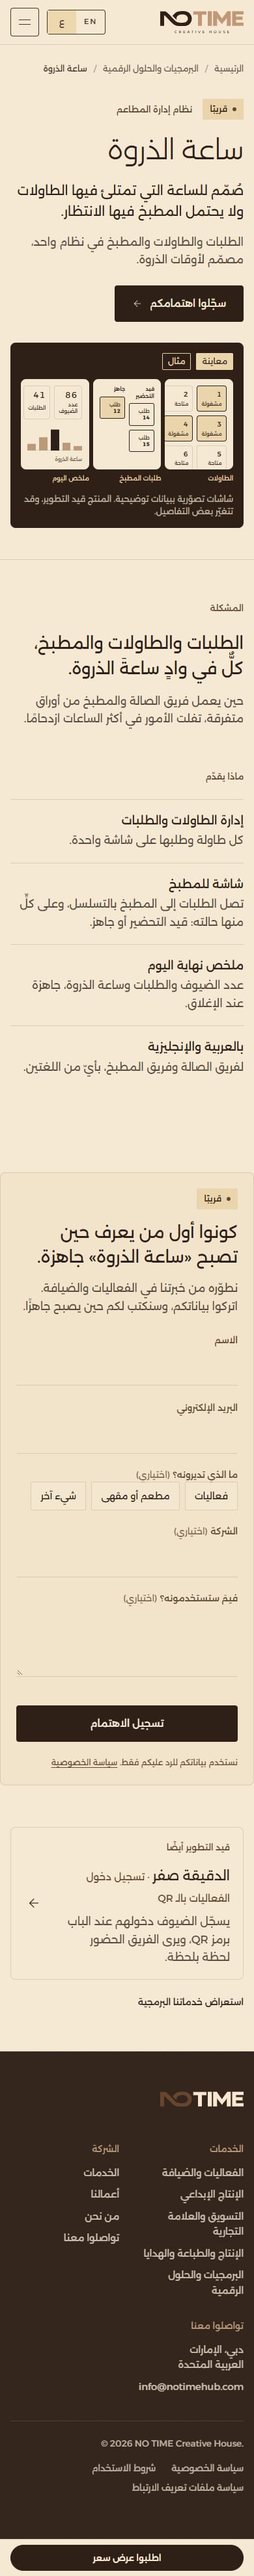 NOTIME
CREATIVE HOUSE
EN
ع
الرئيسية / البرمجيات والحلول الرقمية / ساعة الذروة
قريبًا
نظام إدارة المطاعم
ساعة الذروة
صُمّم للساعة التي تمتلئ فيها الطاولات
ولا يحتمل المطبخ فيها الانتظار.
الطلبات والطاولات والمطبخ في نظام واحد،
مصمم لأوقات الذروة.
سجّلوا اهتمامكم ←
معاينة
مثال
1
مشغولة
2
متاحة
3
مشغولة
4
مشغولة
5
متاحة
6
متاحة
الطاولات
قيد
التحضير
جاهز
طلب
14
طلب
12
طلب
15
طلبات المطبخ
86
عدد
الضيوف
41
الطلبات
ساعة الذروة
ملخص اليوم
شاشات تصوّرية ببيانات توضيحية. المنتج قيد التطوير، وقد
تتغيّر بعض التفاصيل.
المشكلة
الطلبات والطاولات والمطبخ،
كلٌّ في وادٍ ساعةَ الذروة.
حين يعمل فريق الصالة والمطبخ من أوراق
متفرقة، تفلت الأمور في أكثر الساعات ازدحامًا.
ماذا يقدّم
إدارة الطاولات والطلبات
كل طاولة وطلبها على شاشة واحدة.
شاشة للمطبخ
تصل الطلبات إلى المطبخ بالتسلسل، وعلى كلٍّ
منها حالته: قيد التحضير أو جاهز.
ملخص نهاية اليوم
عدد الضيوف والطلبات وساعة الذروة، جاهزة
عند الإغلاق.
بالعربية والإنجليزية
لفريق الصالة وفريق المطبخ، بأيّ من اللغتين.
قريبًا
كونوا أول من يعرف حين
تصبح «ساعة الذروة» جاهزة.
نطوّره من خبرتنا في الفعاليات والضيافة.
اتركوا بياناتكم، وسنكتب لكم حين يصبح جاهزًا.
الاسم
البريد الإلكتروني
ما الذي تديرونه؟ (اختياري)
فعاليات
مطعم أو مقهى
شيء آخر
الشركة (اختياري)
فيمَ ستستخدمونه؟ (اختياري)
تسجيل الاهتمام
نستخدم بياناتكم للرد عليكم فقط. سياسة الخصوصية
قيد التطوير أيضًا
الدقيقة صفر · تسجيل دخول
الفعاليات بالـ QR
يسجّل الضيوف دخولهم عند الباب
برمز QR، ويرى الفريق الحضور
لحظة بلحظة.
←
استعراض خدماتنا البرمجية
NOTIME
الخدمات
الفعاليات والضيافة
الإنتاج الإبداعي
التسويق والعلامة
التجارية
الإنتاج والطباعة والهدايا
البرمجيات والحلول
الرقمية
الشركة
الخدمات
أعمالنا
من نحن
تواصلوا معنا
تواصلوا معنا
دبي، الإمارات
العربية المتحدة
info@notimehub.com
© 2026 NO TIME Creative House.
سياسة الخصوصية
شروط الاستخدام
سياسة ملفات تعريف الارتباط
اطلبوا عرض سعر